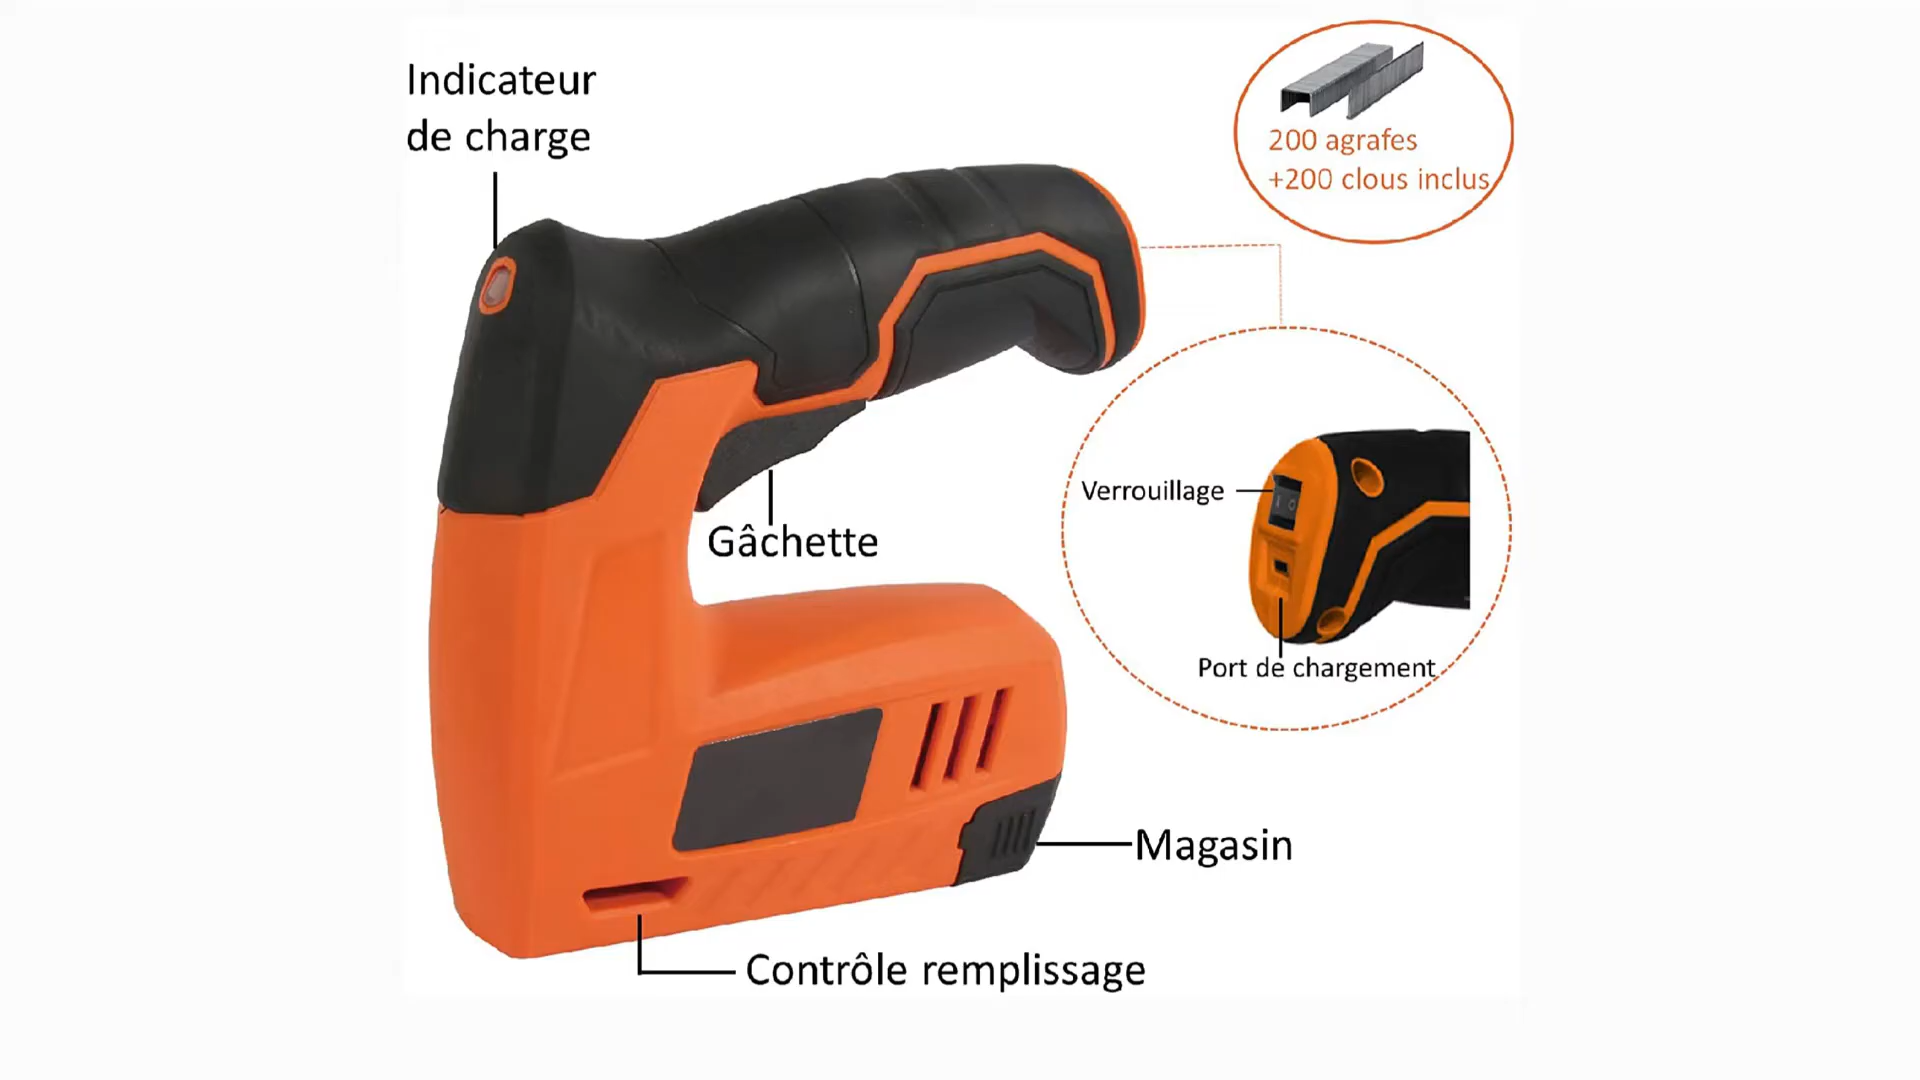 Indicateur
de charge
200 agrafes
+200 clous inclus
Gâchette
Verrouillage
Port de chargement
Magasin
Contrôle remplissage